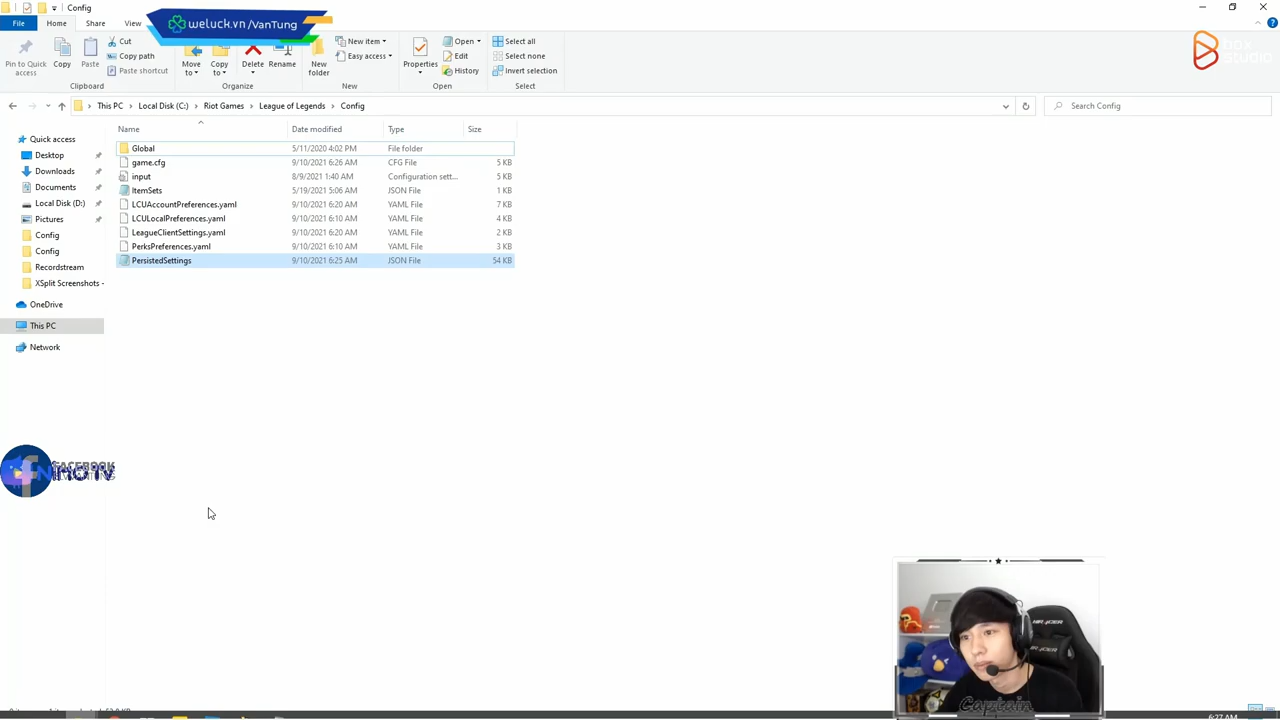 Config
File Home Share View
weluck.vn/VanTung
Pin to Quick access
Copy
Paste
Cut
Copy path
Paste shortcut
Clipboard
Move to
Copy to
Delete
Rename
Organize
New folder
New item
Easy access
New
Properties
Open
Edit
History
Open
Select all
Select none
Invert selection
Select
box studio
This PC > Local Disk (C:) > Riot Games > League of Legends > Config
Search Config
Name Date modified Type Size
Global 5/11/2020 4:02 PM File folder
game.cfg 9/10/2021 6:26 AM CFG File 5 KB
input 8/9/2021 1:40 AM Configuration sett... 5 KB
ItemSets 5/19/2021 5:06 AM JSON File 1 KB
LCUAccountPreferences.yaml 9/10/2021 6:20 AM YAML File 7 KB
LCULocalPreferences.yaml 9/10/2021 6:10 AM YAML File 4 KB
LeagueClientSettings.yaml 9/10/2021 6:20 AM YAML File 2 KB
PerksPreferences.yaml 9/10/2021 6:10 AM YAML File 3 KB
PersistedSettings 9/10/2021 6:25 AM JSON File 54 KB
Quick access
Desktop
Downloads
Documents
Local Disk (D:)
Pictures
Config
Config
Recordstream
XSplit Screenshots -
OneDrive
This PC
Network
FACEBOOK
Captain
6:27 AM